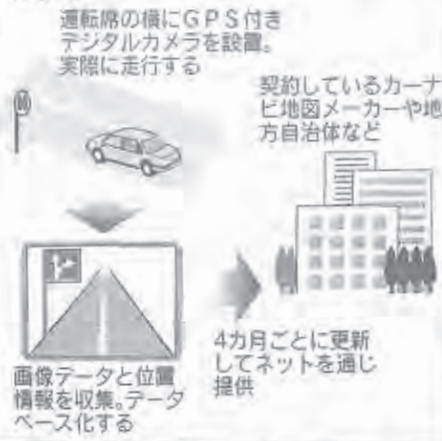 運転席の横にＧＰＳ付き
デジタルカメラを設置。
実際に走行する
契約しているカーナ
ビ地図メーカーや地
方自治体など
画像データと位置
情報を収集。データ
ベース化する
4カ月ごとに更新
してネットを通じ
提供